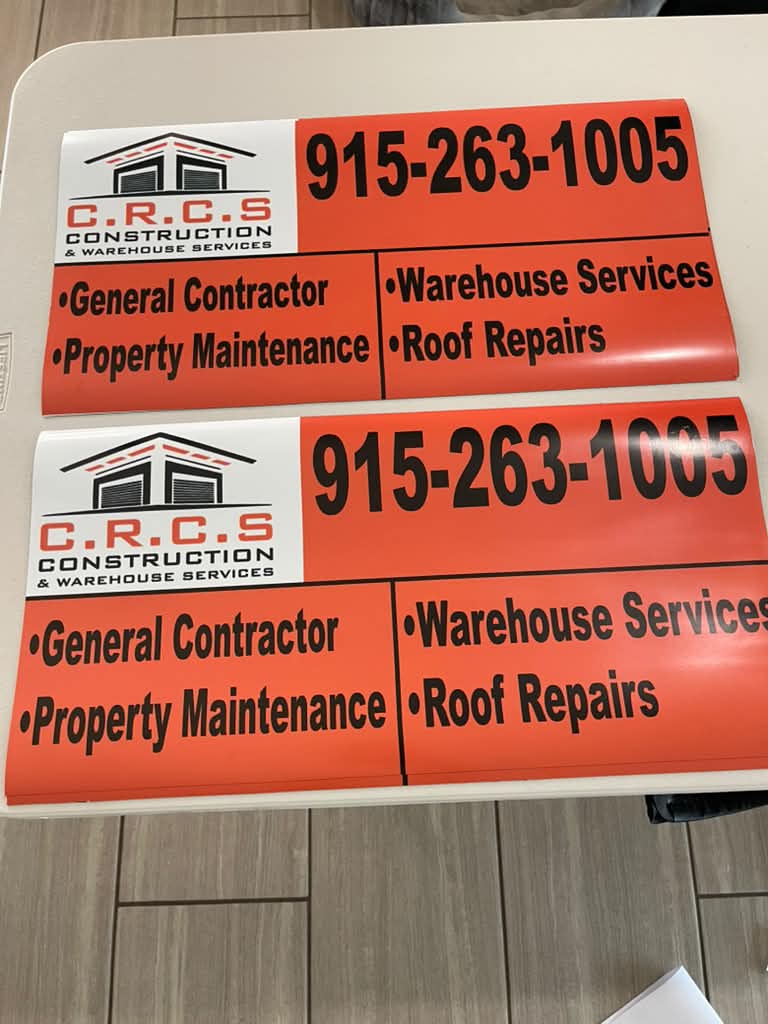 915-263-1005
C.R.C.S
CONSTRUCTION
& WAREHOUSE SERVICES
•General Contractor
•Property Maintenance
•Warehouse Services
•Roof Repairs
915-263-1005
C.R.C.S
CONSTRUCTION
& WAREHOUSE SERVICES
•General Contractor
•Property Maintenance
•Warehouse Services
•Roof Repairs